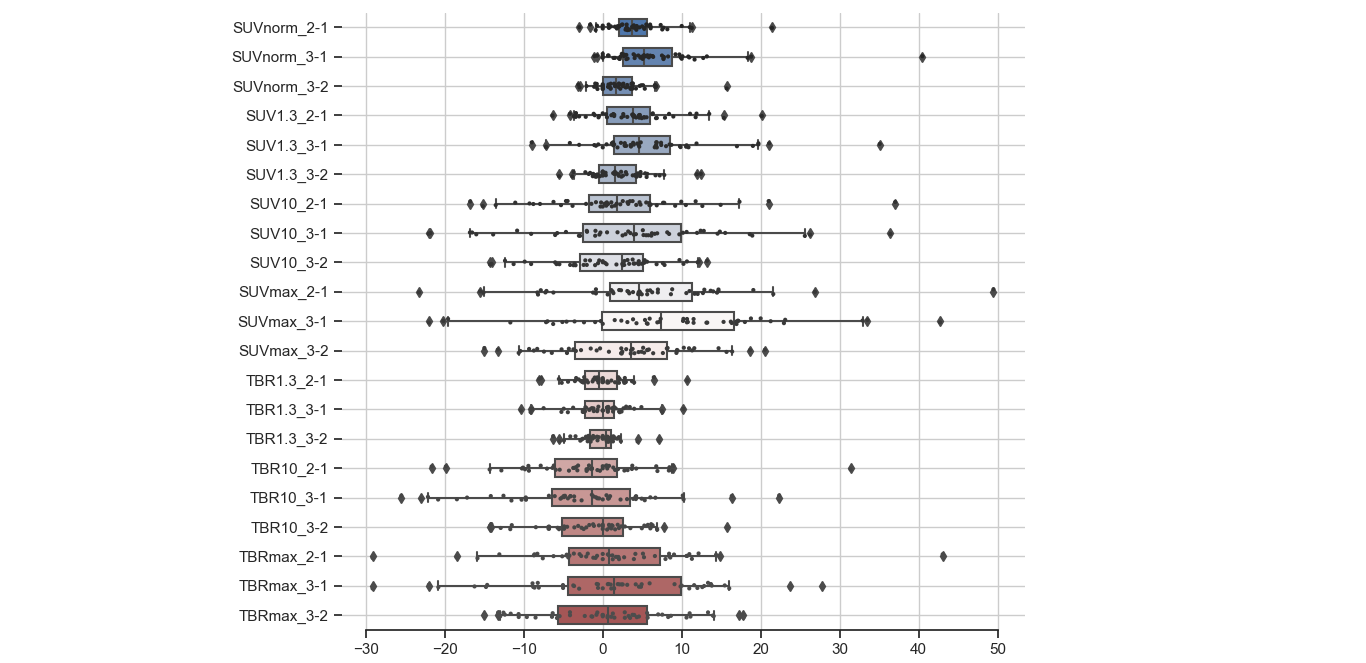 SUVnorm_2-1
SUVnorm_3-1
SUVnorm_3-2
SUV1.3_2-1
SUV1.3_3-1
SUV1.3_3-2
SUV10_2-1
SUV10_3-1
SUV10_3-2
SUVmax_2-1
SUVmax_3-1
SUVmax_3-2
TBR1.3_2-1
TBR1.3_3-1
TBR1.3_3-2
TBR10_2-1
TBR10_3-1
TBR10_3-2
TBRmax_2-1
TBRmax_3-1
TBRmax_3-2
−30 −20 −10 0 10 20 30 40 50